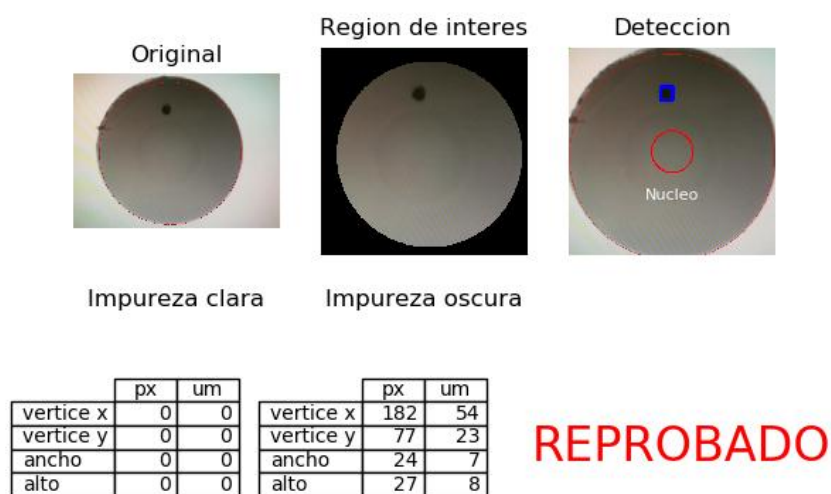 Original
Region de interes
Deteccion
Nucleo
Impureza clara
Impureza oscura
px um
vertice x 0 0
vertice y 0 0
ancho 0 0
alto 0 0
px um
vertice x 182 54
vertice y 77 23
ancho 24 7
alto 27 8
REPROBADO